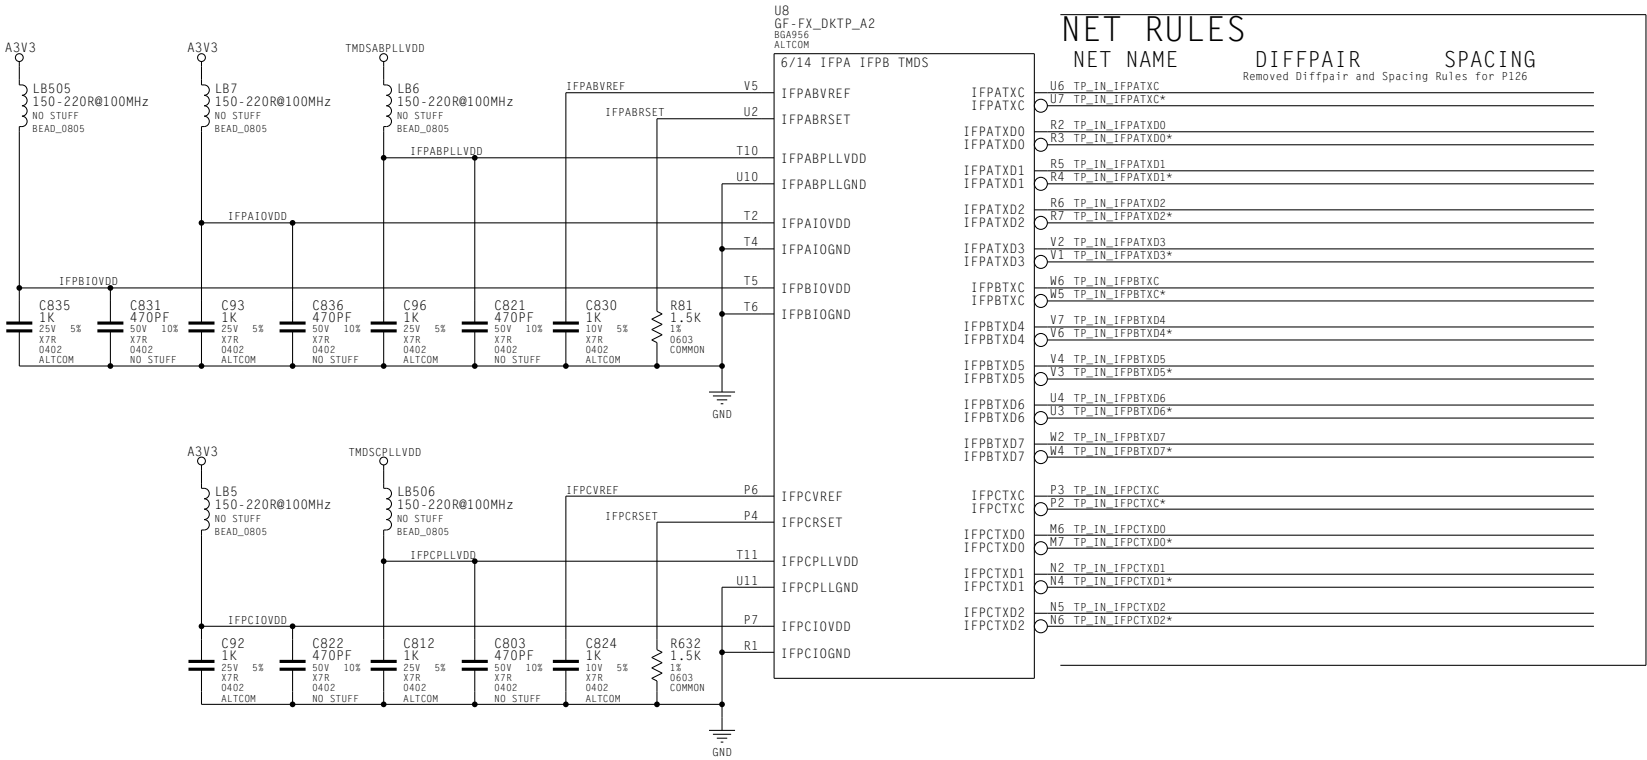 U8
GF-FX_DKTP_A2
BGA956
ALTCOM
6/14 IFPA IFPB TMDS
NET RULES
NET NAME DIFFPAIR SPACING
Removed Diffpair and Spacing Rules for P126
A3V3
LB505
150-220R@100MHz
NO STUFF
BEAD_0805
A3V3
LB7
150-220R@100MHz
NO STUFF
BEAD_0805
TMDSABPLLVDD
LB6
150-220R@100MHz
NO STUFF
BEAD_0805
IFPABVREF V5 IFPABVREF
IFPABRSET U2 IFPABRSET
IFPABPLLVDD T10 IFPABPLLVDD
U10 IFPABPLLGND
IFPAIOVDD T2 IFPAIOVDD
T4 IFPAIOGND
IFPBIOVDD T5 IFPBIOVDD
T6 IFPBIOGND
C835
1K
25V 5%
X7R
0402
ALTCOM
C831
470PF
50V 10%
X7R
0402
NO STUFF
C93
1K
25V 5%
X7R
0402
ALTCOM
C836
470PF
50V 10%
X7R
0402
NO STUFF
C96
1K
25V 5%
X7R
0402
ALTCOM
C821
470PF
50V 10%
X7R
0402
NO STUFF
C830
1K
10V 5%
X7R
0402
ALTCOM
R81
1.5K
1%
0603
COMMON
GND
A3V3
LB5
150-220R@100MHz
NO STUFF
BEAD_0805
TMDSCPLLVDD
LB506
150-220R@100MHz
NO STUFF
BEAD_0805
IFPCVREF P6 IFPCVREF
IFPCRSET P4 IFPCRSET
IFPCPLLVDD T11 IFPCPLLVDD
U11 IFPCPLLGND
IFPCIOVDD P7 IFPCIOVDD
R1 IFPCIOGND
C92
1K
25V 5%
X7R
0402
ALTCOM
C822
470PF
50V 10%
X7R
0402
NO STUFF
C812
1K
25V 5%
X7R
0402
ALTCOM
C803
470PF
50V 10%
X7R
0402
NO STUFF
C824
1K
10V 5%
X7R
0402
ALTCOM
R632
1.5K
1%
0603
COMMON
GND
IFPATXC U6 TP_IN_IFPATXC
IFPATXC U7 TP_IN_IFPATXC*
IFPATXD0 R2 TP_IN_IFPATXD0
IFPATXD0 R3 TP_IN_IFPATXD0*
IFPATXD1 R5 TP_IN_IFPATXD1
IFPATXD1 R4 TP_IN_IFPATXD1*
IFPATXD2 R6 TP_IN_IFPATXD2
IFPATXD2 R7 TP_IN_IFPATXD2*
IFPATXD3 V2 TP_IN_IFPATXD3
IFPATXD3 V1 TP_IN_IFPATXD3*
IFPBTXC W6 TP_IN_IFPBTXC
IFPBTXC W5 TP_IN_IFPBTXC*
IFPBTXD4 V7 TP_IN_IFPBTXD4
IFPBTXD4 V6 TP_IN_IFPBTXD4*
IFPBTXD5 V4 TP_IN_IFPBTXD5
IFPBTXD5 V3 TP_IN_IFPBTXD5*
IFPBTXD6 U4 TP_IN_IFPBTXD6
IFPBTXD6 U3 TP_IN_IFPBTXD6*
IFPBTXD7 W2 TP_IN_IFPBTXD7
IFPBTXD7 W4 TP_IN_IFPBTXD7*
IFPCTXC P3 TP_IN_IFPCTXC
IFPCTXC P2 TP_IN_IFPCTXC*
IFPCTXD0 M6 TP_IN_IFPCTXD0
IFPCTXD0 M7 TP_IN_IFPCTXD0*
IFPCTXD1 N2 TP_IN_IFPCTXD1
IFPCTXD1 N4 TP_IN_IFPCTXD1*
IFPCTXD2 N5 TP_IN_IFPCTXD2
IFPCTXD2 N6 TP_IN_IFPCTXD2*